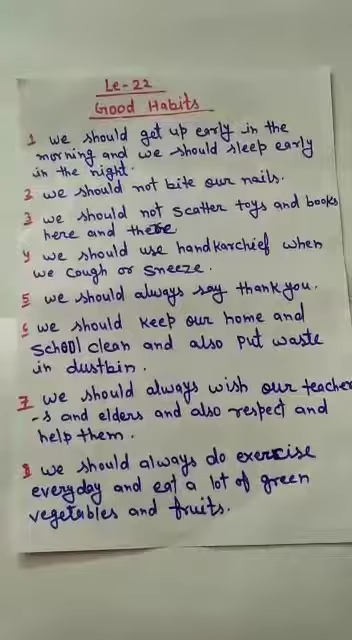 Le-22
Good Habits
1 we should get up early in the
morning and we should sleep early
in the night.
2 we should not bite our nails.
3 we should not scatter toys and books
here and there.
4 we should use handkarchief when
we cough or sneeze.
5 we should always say thank you.
6 we should keep our home and
school clean and also put waste
in dustbin.
7 we should always wish our teacher
-s and elders and also respect and
help them.
8 we should always do exercise
everyday and eat a lot of green
vegetables and fruits.